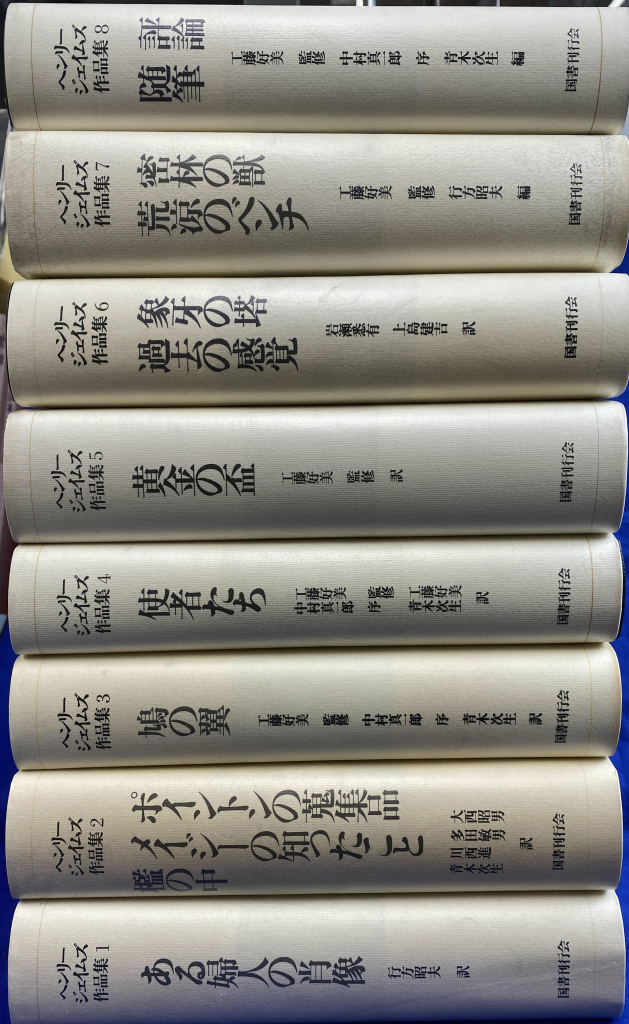 ヘンリー
ジェイムズ
作品集 8
評論
随筆
工藤好美 監修 中村真一郎 序 青木次生 編
国書刊行会
ヘンリー
ジェイムズ
作品集 7
密林の獣
荒涼のベンチ
工藤好美 監修 行方昭夫 編
国書刊行会
ヘンリー
ジェイムズ
作品集 6
象牙の塔
過去の感覚
岩瀬悉有 上島建吉 訳
国書刊行会
ヘンリー
ジェイムズ
作品集 5
黄金の盃
工藤好美 監修 訳
国書刊行会
ヘンリー
ジェイムズ
作品集 4
使者たち
工藤好美 監修 工藤好美
中村真一郎 序 青木次生 訳
国書刊行会
ヘンリー
ジェイムズ
作品集 3
鳩の翼
工藤好美 監修 中村真一郎 序 青木次生 訳
国書刊行会
ヘンリー
ジェイムズ
作品集 2
ポイントンの蒐集品
メイジーの知ったこと
檻の中
大西昭男
多田敏男
川西進
青木次生
訳
国書刊行会
ヘンリー
ジェイムズ
作品集 1
ある婦人の肖像
行方昭夫 訳
国書刊行会